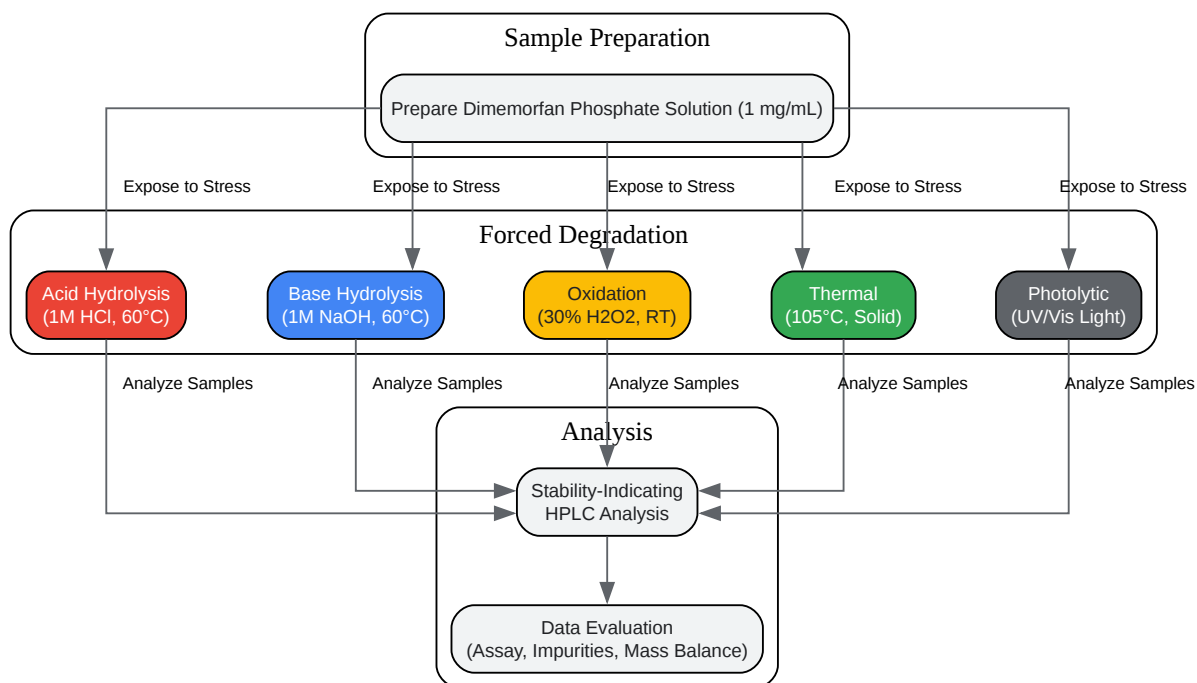 Sample Preparation
Prepare Dimemorfan Phosphate Solution (1 mg/mL)
Expose to Stress
Expose to Stress
Expose to Stress
Expose to Stress
Expose to Stress
Forced Degradation
Acid Hydrolysis
(1M HCl, 60°C)
Base Hydrolysis
(1M NaOH, 60°C)
Oxidation
(30% H2O2, RT)
Thermal
(105°C, Solid)
Photolytic
(UV/Vis Light)
Analyze Samples
Analyze Samples
Analyze Samples
Analyze Samples
Analyze Samples
Analysis
Stability-Indicating
HPLC Analysis
Data Evaluation
(Assay, Impurities, Mass Balance)